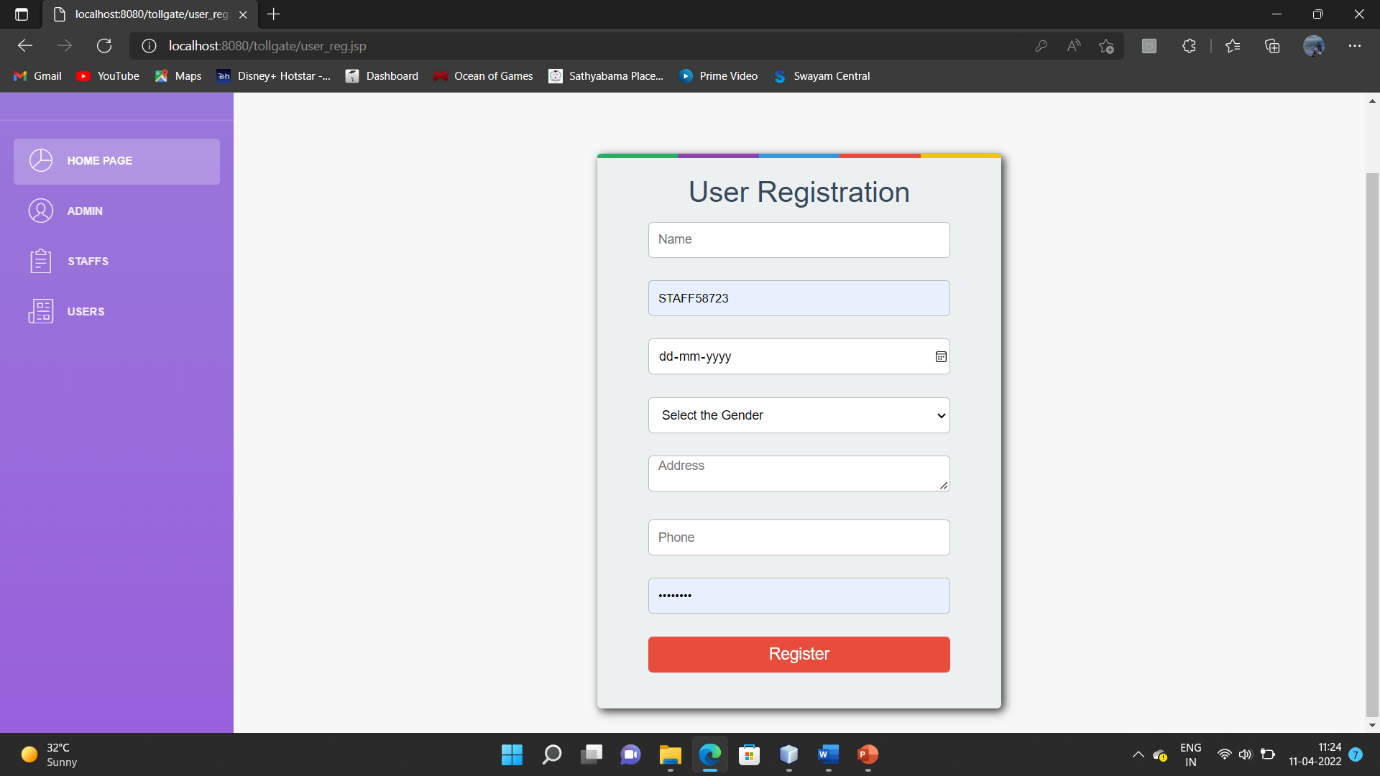 localhost:8080/tollgate/user_reg.
localhost:8080/tollgate/user_reg.jsp
Gmail YouTube Maps Disney+ Hotstar -... Dashboard Ocean of Games Sathyabama Place... Prime Video Swayam Central
HOME PAGE
ADMIN
STAFFS
USERS
User Registration
Name
STAFF58723
dd-mm-yyyy
Select the Gender
Address
Phone
••••••••
Register
32°C
Sunny
ENG
IN
11:24
11-04-2022
7